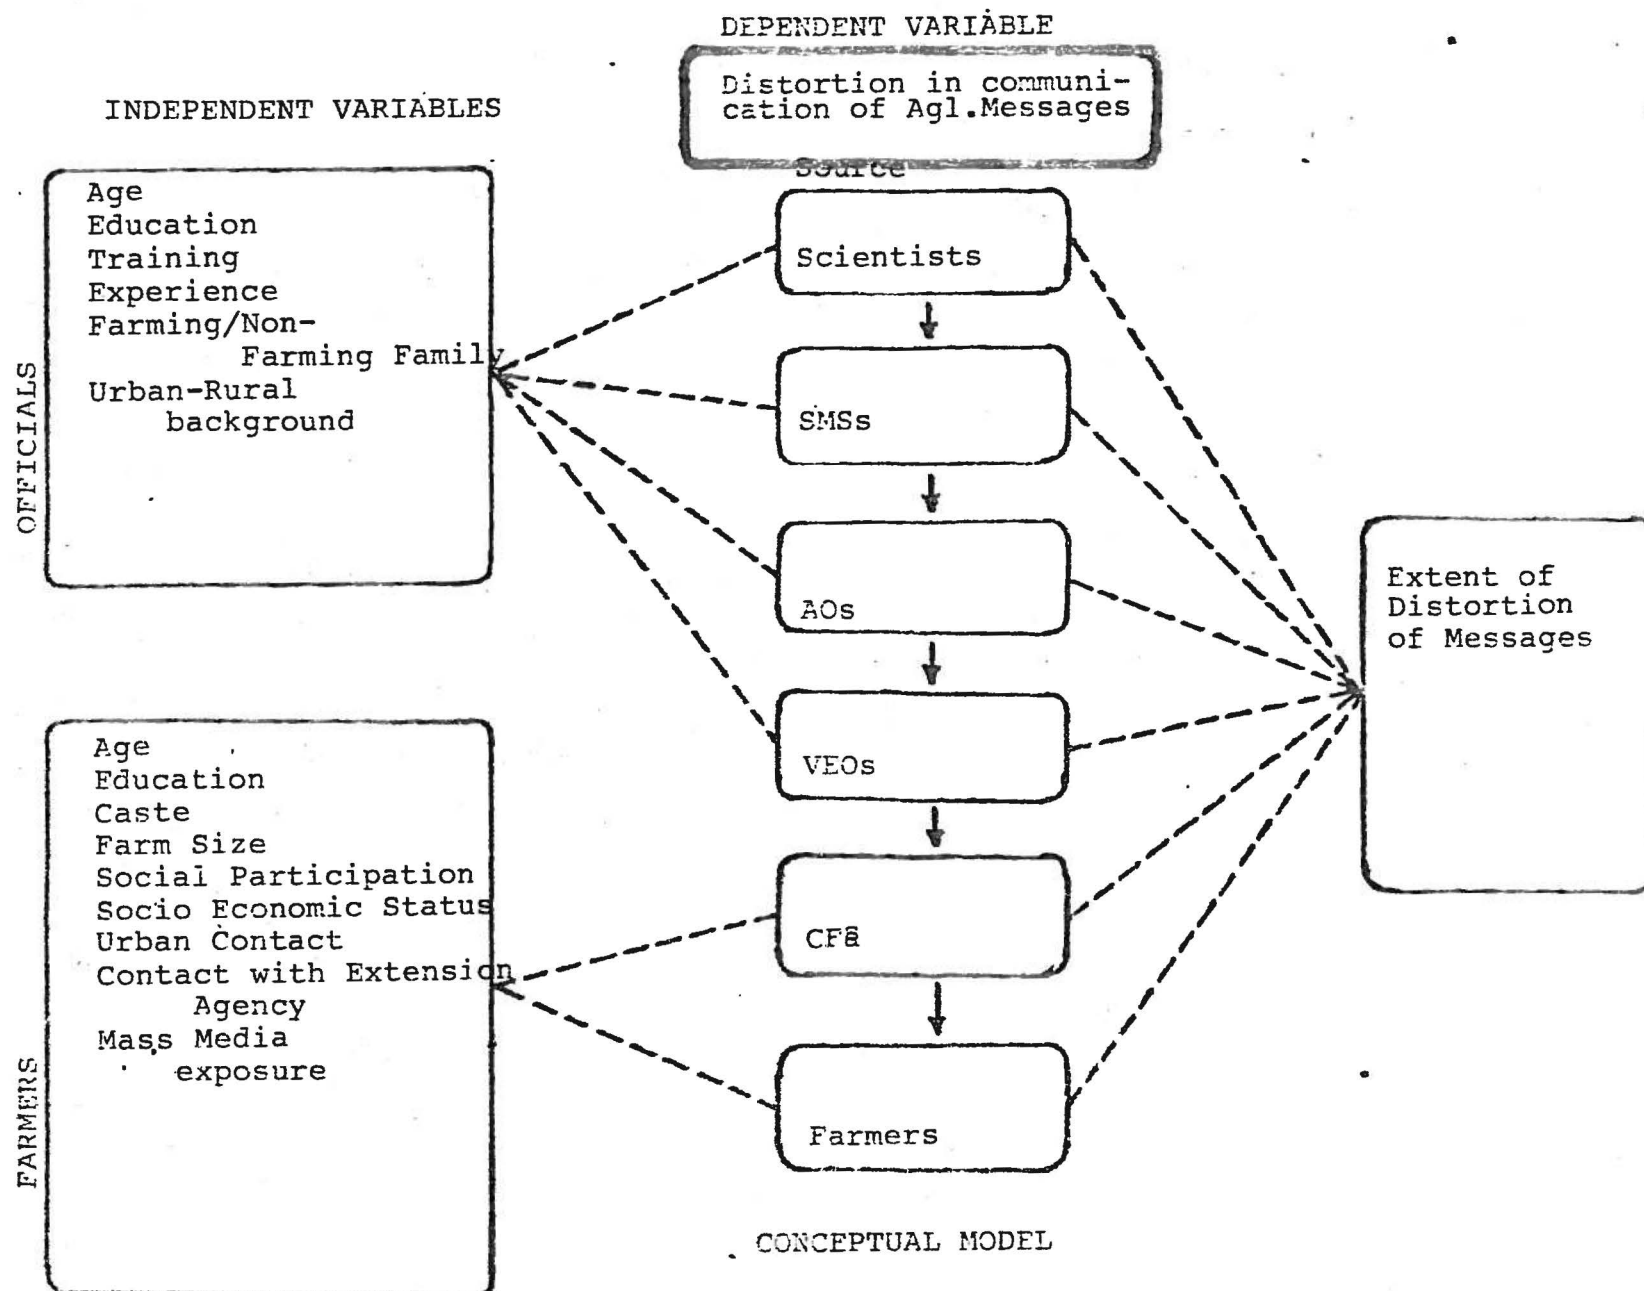 DEPENDENT VARIABLE
Distortion in communi-
cation of Agl.Messages
INDEPENDENT VARIABLES
Source
OFFICIALS
Age
Education
Training
Experience
Farming/Non-
Farming Family
Urban-Rural
background
Scientists
SMSs
AOs
VEOs
Extent of
Distortion
of Messages
FARMERS
Age
Education
Caste
Farm Size
Social Participation
Socio Economic Status
Urban Contact
Contact with Extension
Agency
Mass Media
exposure
Farmers
CONCEPTUAL MODEL